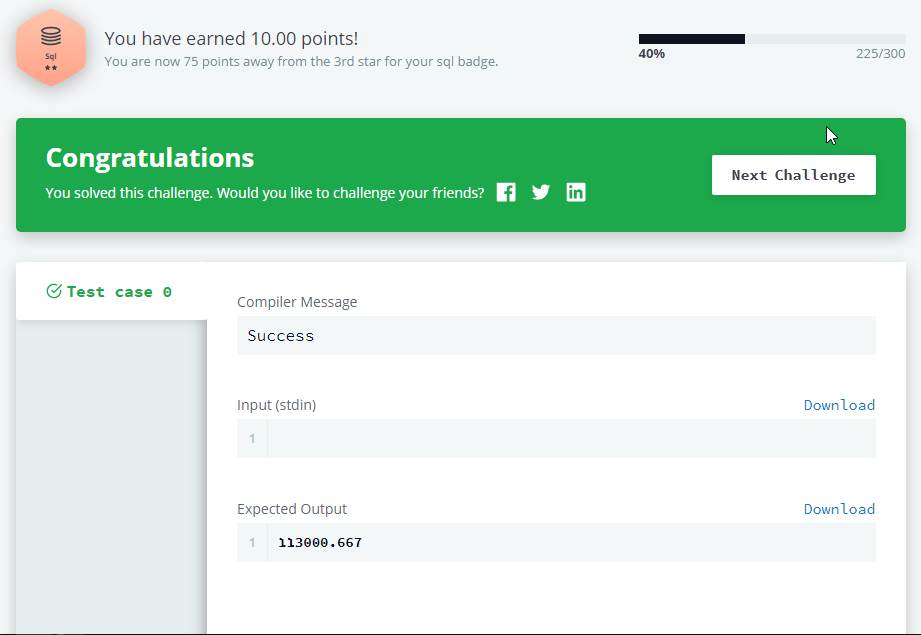 Sql
★★
You have earned 10.00 points!
You are now 75 points away from the 3rd star for your sql badge.
40%
225/300
Congratulations
You solved this challenge. Would you like to challenge your friends?
Next Challenge
Test case 0
Compiler Message
Success
Input (stdin)
Download
1
Expected Output
Download
1
113000.667